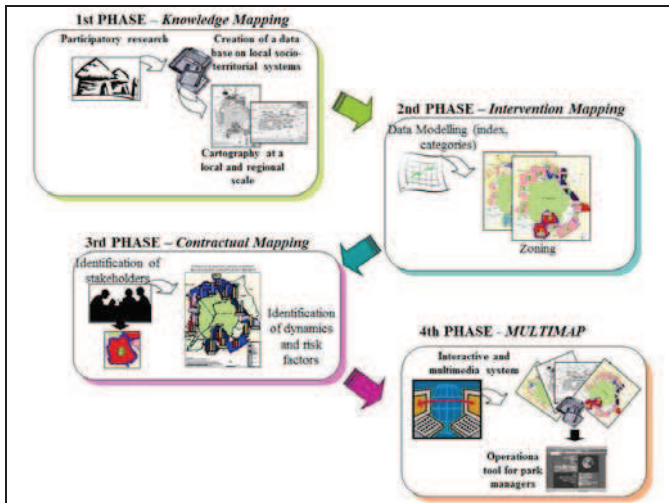 1st PHASE – Knowledge Mapping
Participatory research
Creation of a data
base on local socio-
territorial systems
Cartography at a
local and regional
scale
2nd PHASE – Intervention Mapping
Data Modelling (index,
categories)
Zoning
3rd PHASE – Contractual Mapping
Identification of
stakeholders
Identification
of dynamics
and risk
factors
4th PHASE - MULTIMAP
Interactive and
multimedia system
Operationa
tool for park
managers